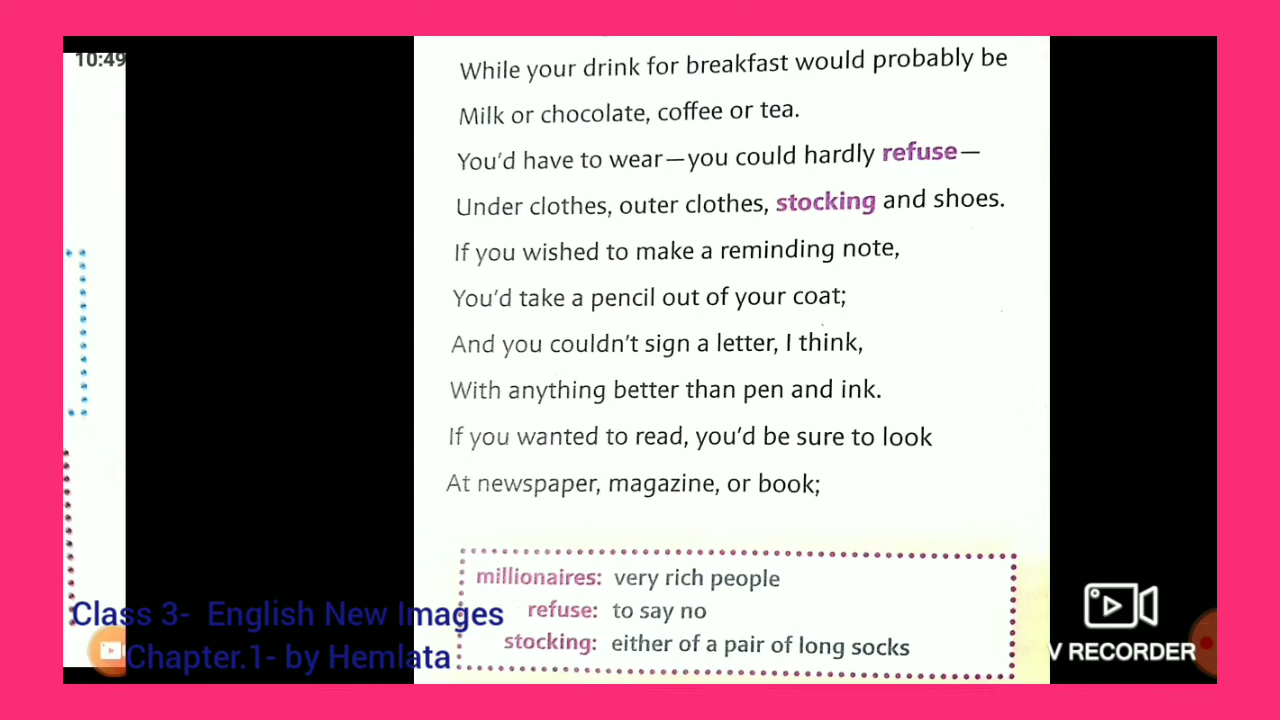 10:49
While your drink for breakfast would probably be
Milk or chocolate, coffee or tea.
You'd have to wear—you could hardly refuse—
Under clothes, outer clothes, stocking and shoes.
If you wished to make a reminding note,
You'd take a pencil out of your coat;
And you couldn't sign a letter, I think,
With anything better than pen and ink.
If you wanted to read, you'd be sure to look
At newspaper, magazine, or book;
millionaires: very rich people
refuse: to say no
stocking: either of a pair of long socks
Class 3- English New Images
Chapter.1- by Hemlata
V RECORDER